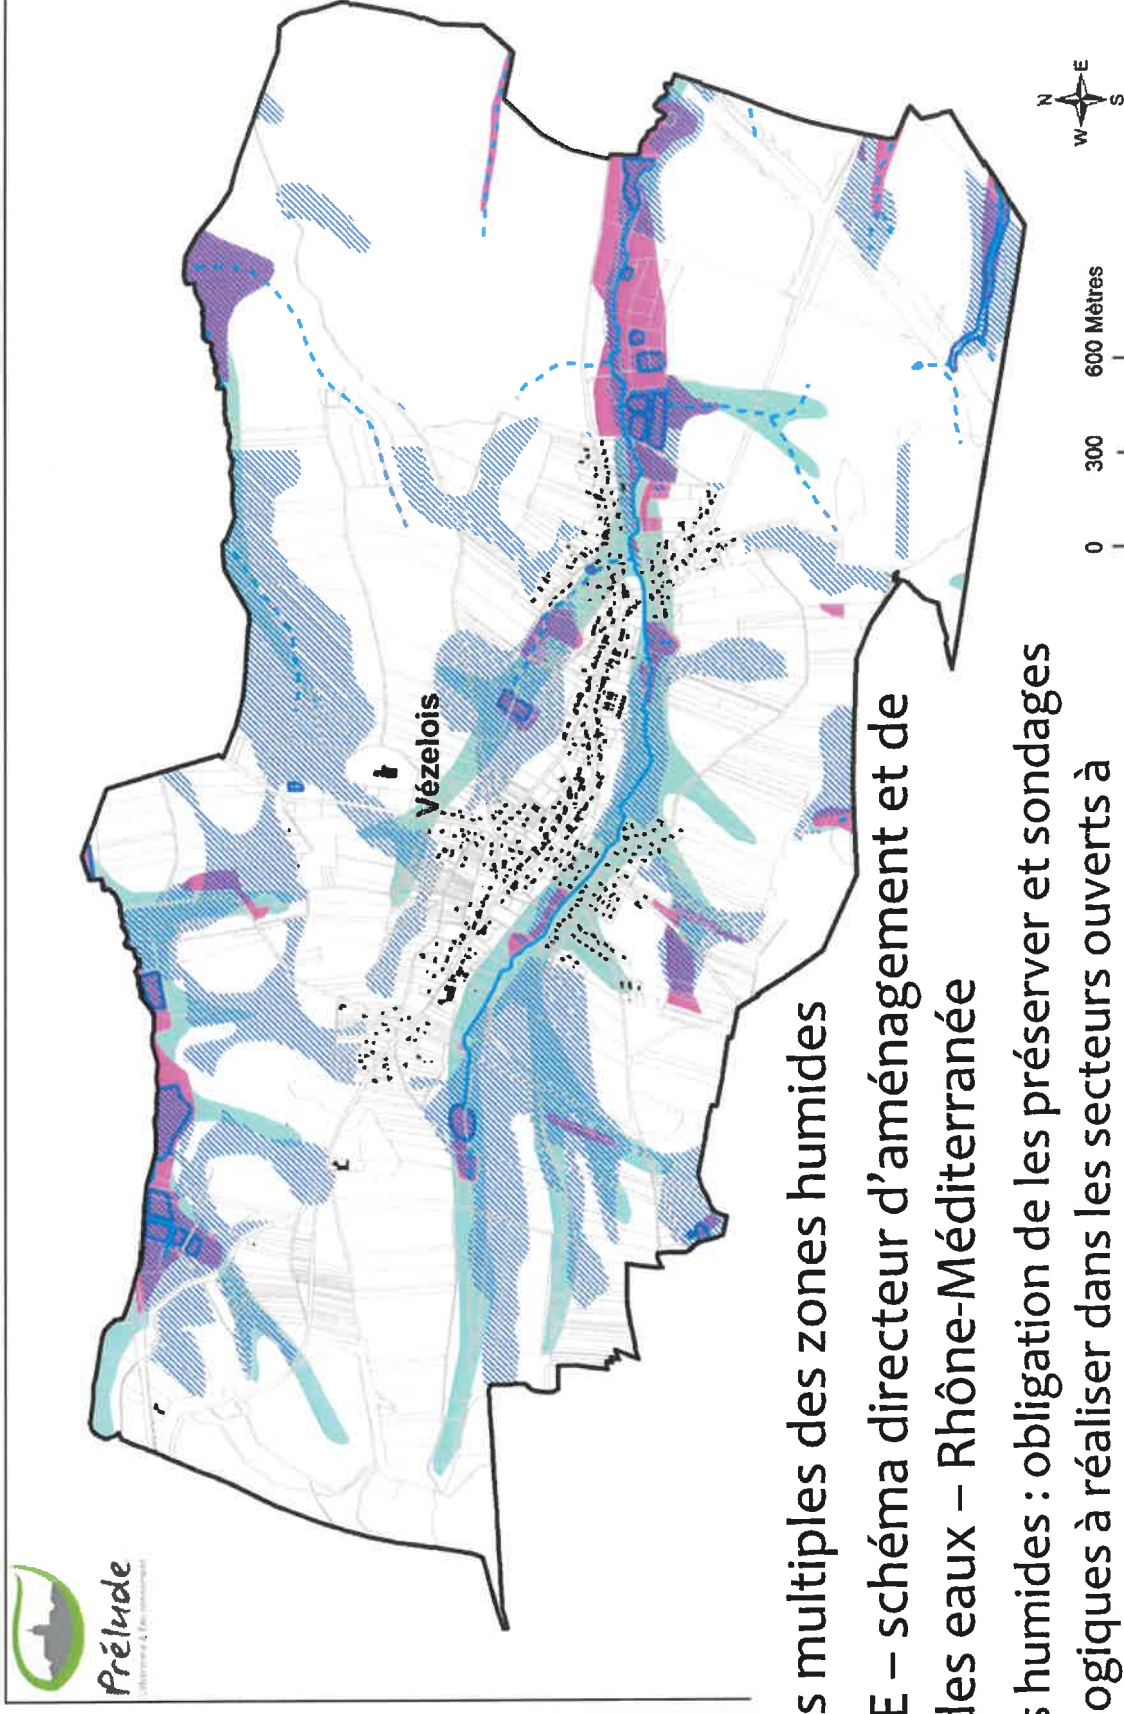 Prélude
Vézelois
N
W E
S
0 300 600 Mètres
s multiples des zones humides
E – schéma directeur d'aménagement et de
des eaux – Rhône-Méditerranée
s humides : obligation de les préserver et sondages
ogiques à réaliser dans les secteurs ouverts à